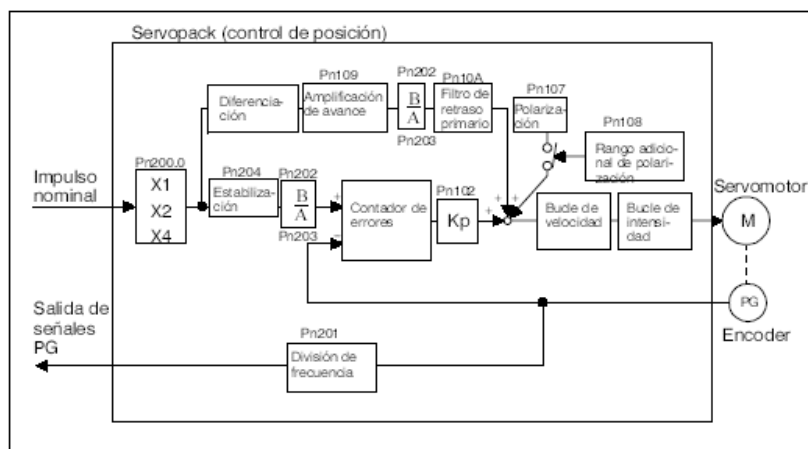 Servopack (control de posición)
Pn109
Pn202
Pn10A
Pn107
Diferencia-
ción
Amplificación
de avance
B
A
Filtro de
retraso
primario
Polariza-
ción
Pn108
Pn203
Rango adicio-
nal de polari-
zación
Impulso
nominal
Pn200.0
X1
X2
X4
Pn204
Estabiliza-
ción
Pn202
B
A
Pn203
+
−
Contador de
errores
Pn102
Kp
+
+
+
Bucle de
velocidad
Bucle de
intensidad
Servomotor
M
PG
Encoder
Salida de
señales
PG
Pn201
División de
frecuencia